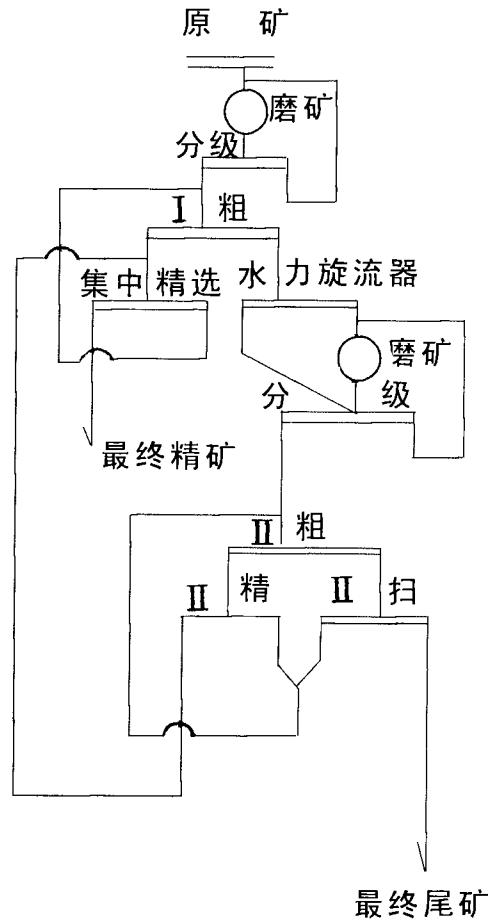 原 矿
磨矿
分级
Ⅰ 粗
集中精选 水力旋流器
磨矿
分 级
最终精矿
Ⅱ 粗
Ⅱ 精 Ⅱ 扫
最终尾矿